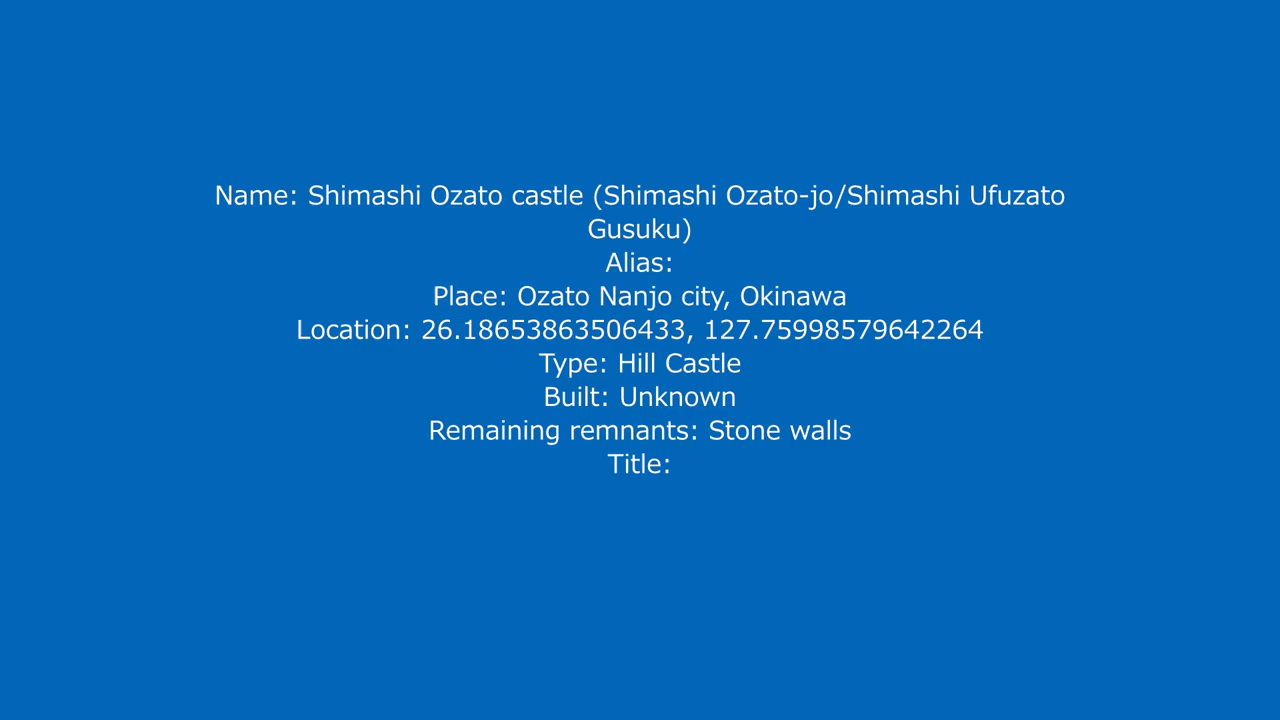 Name: Shimashi Ozato castle (Shimashi Ozato-jo/Shimashi Ufuzato
Gusuku)
Alias:
Place: Ozato Nanjo city, Okinawa
Location: 26.18653863506433, 127.75998579642264
Type: Hill Castle
Built: Unknown
Remaining remnants: Stone walls
Title: